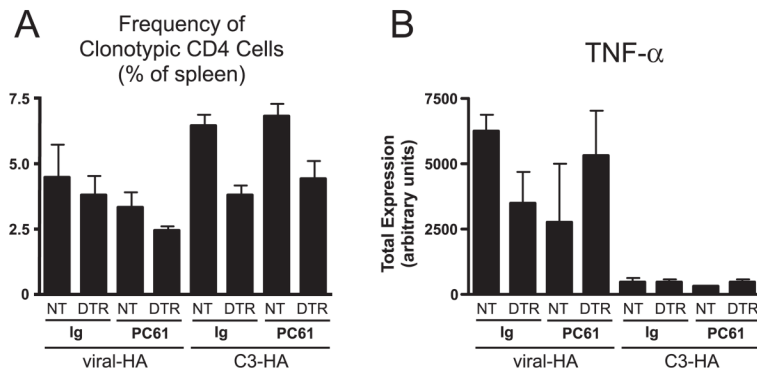 A
Frequency of
Clonotypic CD4 Cells
(% of spleen)
7.5
5.0
2.5
0
NT DTR NT DTR NT DTR NT DTR
Ig PC61 Ig PC61
viral-HA C3-HA
B
TNF-α
Total Expression
(arbitrary units)
7500
5000
2500
0
NT DTR NT DTR NT DTR NT DTR
Ig PC61 Ig PC61
viral-HA C3-HA